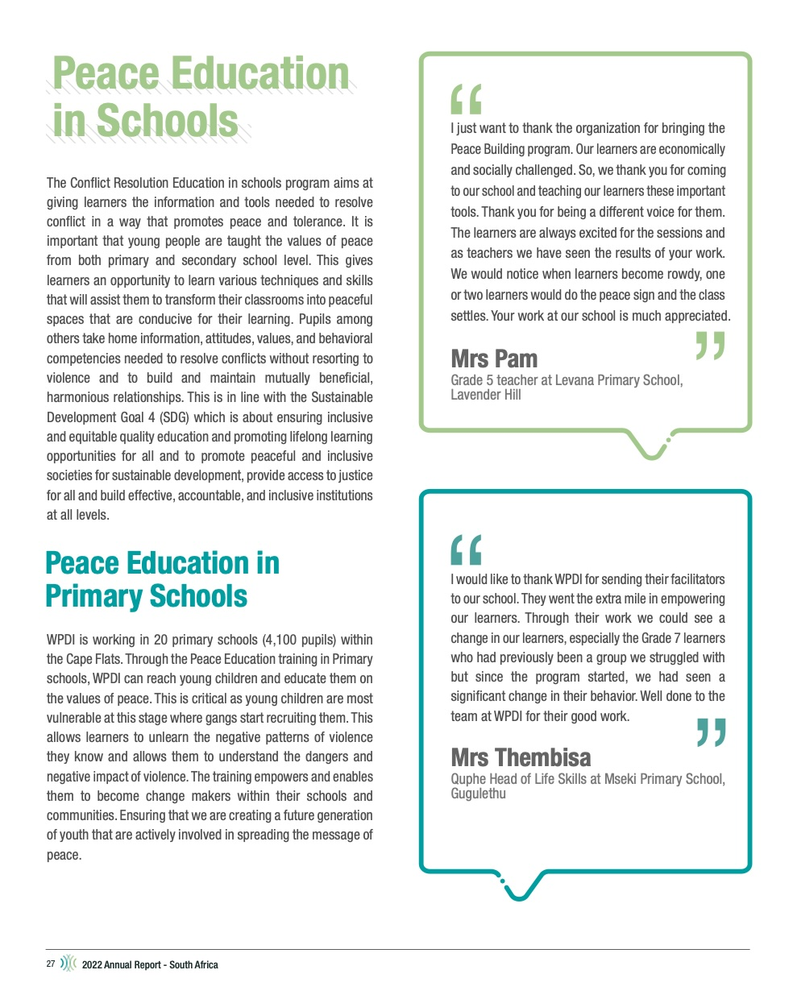 Peace Education
in Schools
The Conflict Resolution Education in schools program aims at
giving learners the information and tools needed to resolve
conflict in a way that promotes peace and tolerance. It is
important that young people are taught the values of peace
from both primary and secondary school level. This gives
learners an opportunity to learn various techniques and skills
that will assist them to transform their classrooms into peaceful
spaces that are conducive for their learning. Pupils among
others take home information, attitudes, values, and behavioral
competencies needed to resolve conflicts without resorting to
violence and to build and maintain mutually beneficial,
harmonious relationships. This is in line with the Sustainable
Development Goal 4 (SDG) which is about ensuring inclusive
and equitable quality education and promoting lifelong learning
opportunities for all and to promote peaceful and inclusive
societies for sustainable development, provide access to justice
for all and build effective, accountable, and inclusive institutions
at all levels.
Peace Education in
Primary Schools
WPDI is working in 20 primary schools (4,100 pupils) within
the Cape Flats. Through the Peace Education training in Primary
schools, WPDI can reach young children and educate them on
the values of peace. This is critical as young children are most
vulnerable at this stage where gangs start recruiting them. This
allows learners to unlearn the negative patterns of violence
they know and allows them to understand the dangers and
negative impact of violence. The training empowers and enables
them to become change makers within their schools and
communities. Ensuring that we are creating a future generation
of youth that are actively involved in spreading the message of
peace.
“
I just want to thank the organization for bringing the
Peace Building program. Our learners are economically
and socially challenged. So, we thank you for coming
to our school and teaching our learners these important
tools. Thank you for being a different voice for them.
The learners are always excited for the sessions and
as teachers we have seen the results of your work.
We would notice when learners become rowdy, one
or two learners would do the peace sign and the class
settles. Your work at our school is much appreciated.
”
Mrs Pam
Grade 5 teacher at Levana Primary School,
Lavender Hill
“
I would like to thank WPDI for sending their facilitators
to our school. They went the extra mile in empowering
our learners. Through their work we could see a
change in our learners, especially the Grade 7 learners
who had previously been a group we struggled with
but since the program started, we had seen a
significant change in their behavior. Well done to the
team at WPDI for their good work.
”
Mrs Thembisa
Quphe Head of Life Skills at Mseki Primary School,
Gugulethu
27 2022 Annual Report - South Africa